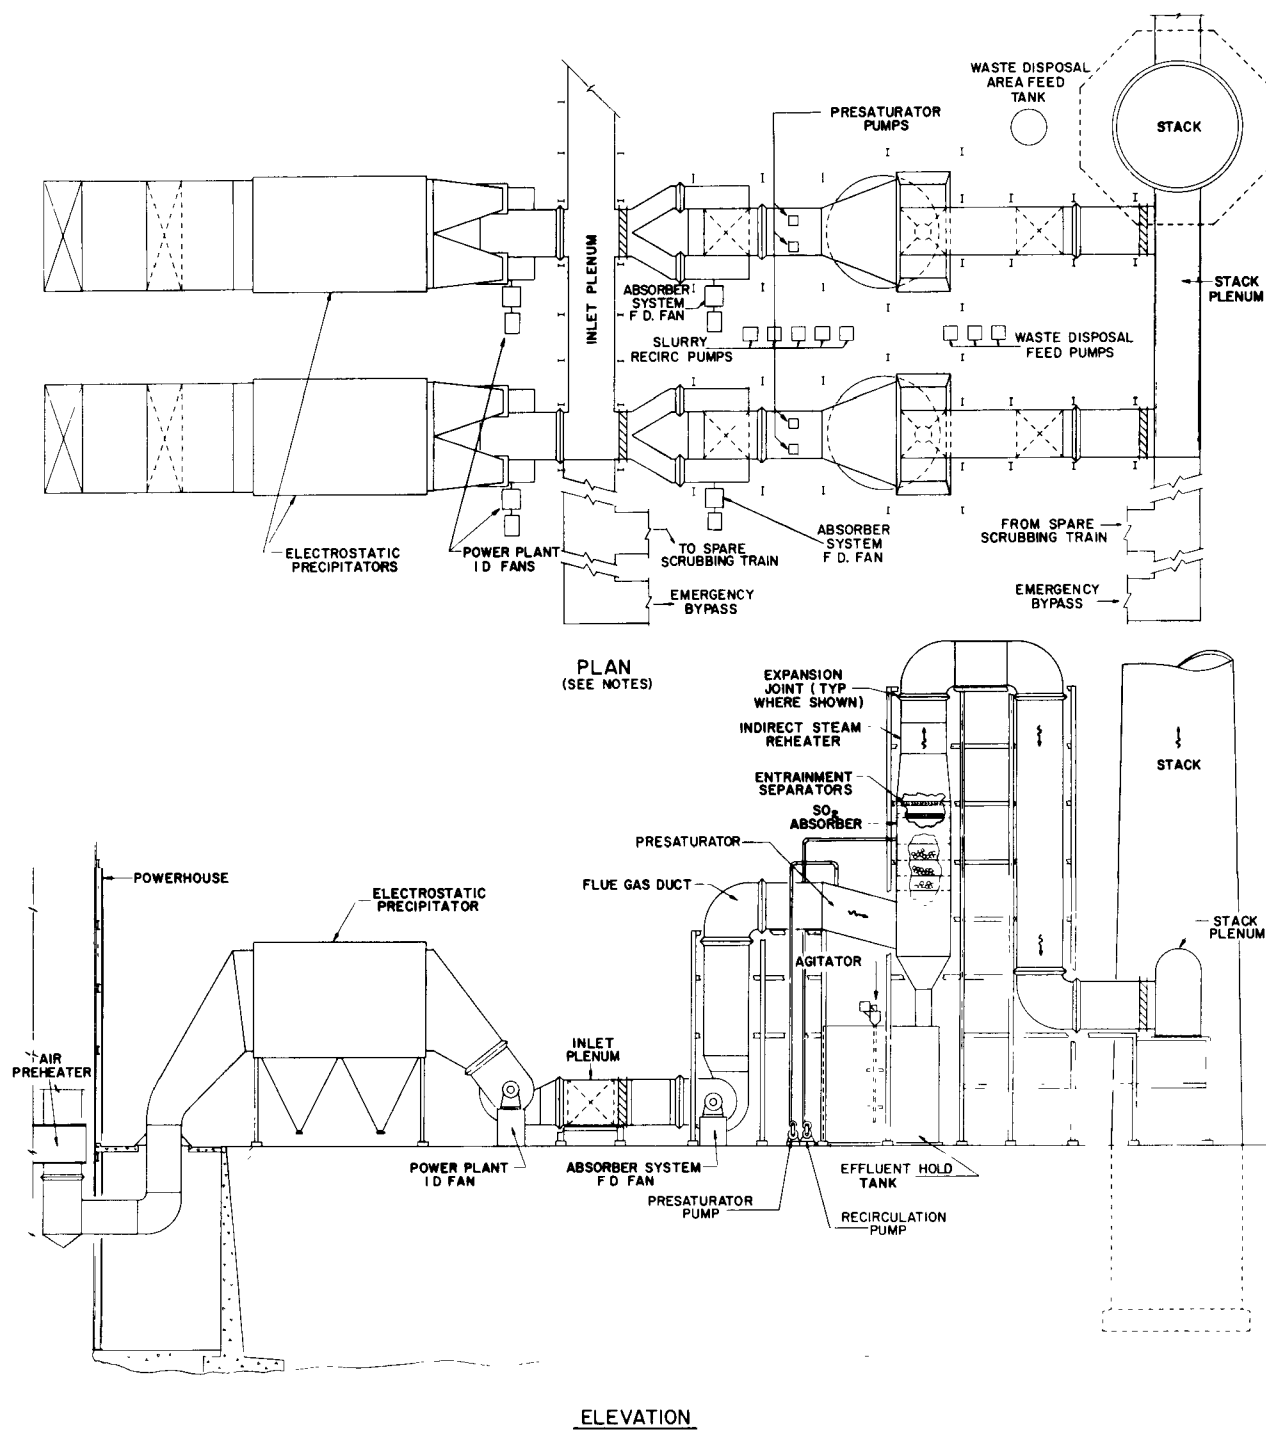 WASTE DISPOSAL
AREA FEED
TANK
PRESATURATOR
PUMPS
STACK
INLET PLENUM
ABSORBER
SYSTEM
F D. FAN
STACK
PLENUM
SLURRY
RECIRC PUMPS
WASTE DISPOSAL
FEED PUMPS
ELECTROSTATIC
PRECIPITATORS
POWER PLANT
I D FANS
TO SPARE
SCRUBBING TRAIN
ABSORBER
SYSTEM
F D. FAN
FROM SPARE
SCRUBBING TRAIN
EMERGENCY
BYPASS
EMERGENCY
BYPASS
PLAN
(SEE NOTES)
EXPANSION
JOINT (TYP
WHERE SHOWN)
INDIRECT STEAM
REHEATER
STACK
ENTRAINMENT
SEPARATORS
SO2
ABSORBER
PRESATURATOR
POWERHOUSE
FLUE GAS DUCT
ELECTROSTATIC
PRECIPITATOR
STACK
PLENUM
AGITATOR
AIR
PREHEATER
INLET
PLENUM
POWER PLANT
I D FAN
ABSORBER SYSTEM
F D FAN
EFFLUENT HOLD
TANK
PRESATURATOR
PUMP
RECIRCULATION
PUMP
ELEVATION